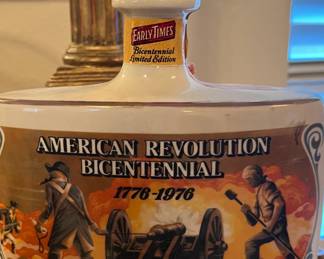 EARLY TIMES
Bicentennial
Limited Edition
AMERICAN REVOLUTION
BICENTENNIAL
1776-1976